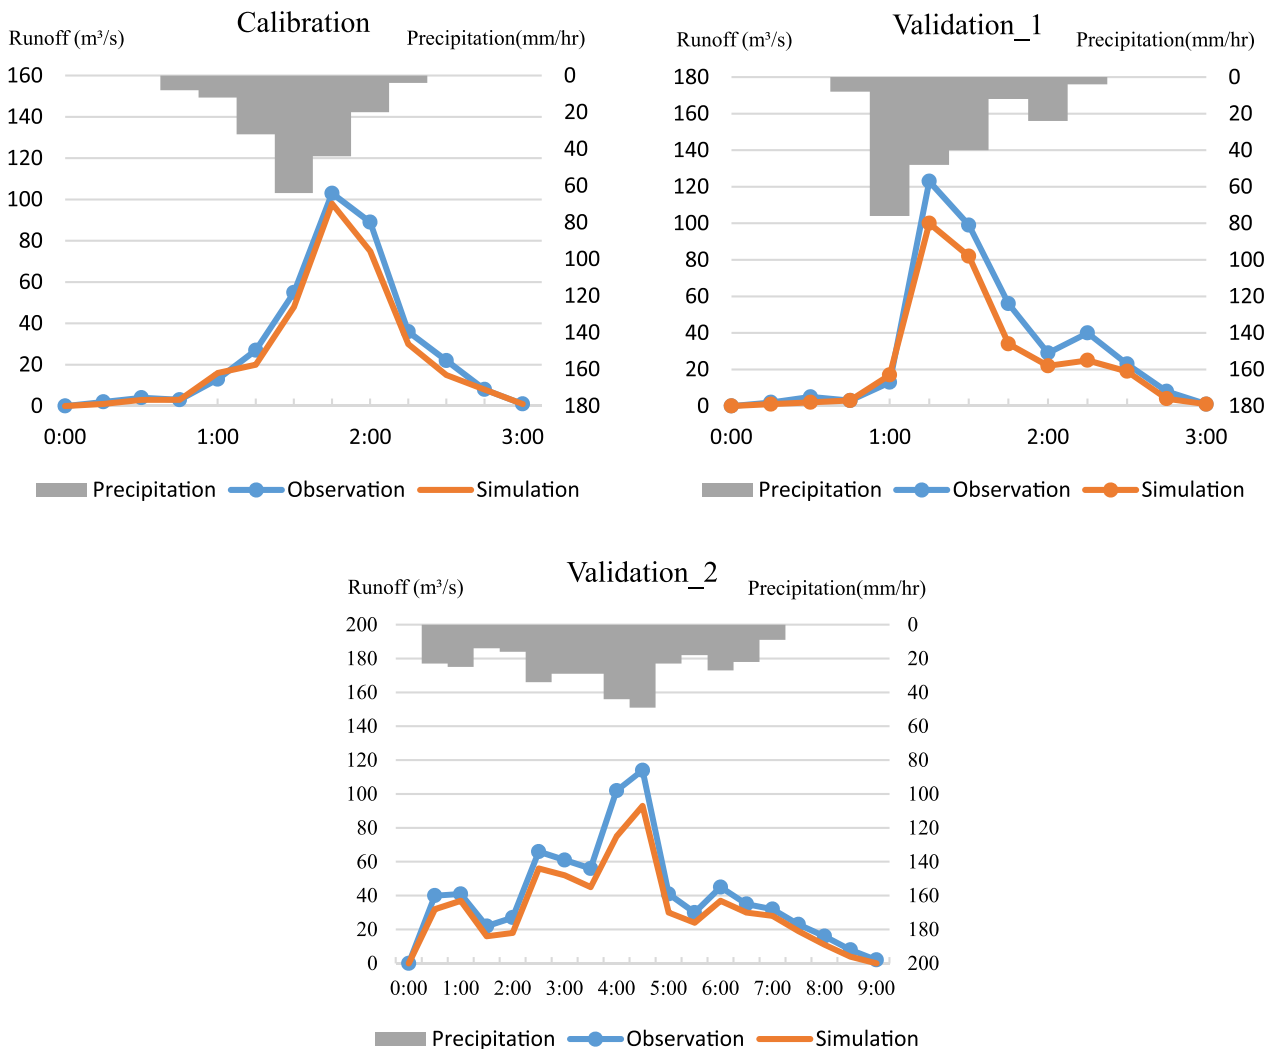 Calibration
Runoff (m³/s) Precipitation(mm/hr)
160 0
140 20
120 40
100 60
80 80
60 100
40 120
20 140
0 160
180
0:00 1:00 2:00 3:00
Precipitation Observation Simulation
Validation_1
Runoff (m³/s) Precipitation(mm/hr)
180 0
160 20
140 40
120 60
100 80
80 100
60 120
40 140
20 160
0 180
0:00 1:00 2:00 3:00
Precipitation Observation Simulation
Validation_2
Runoff (m³/s) Precipitation(mm/hr)
200 0
180 20
160 40
140 60
120 80
100 100
80 120
60 140
40 160
20 180
0 200
0:00 1:00 2:00 3:00 4:00 5:00 6:00 7:00 8:00 9:00
Precipitation Observation Simulation